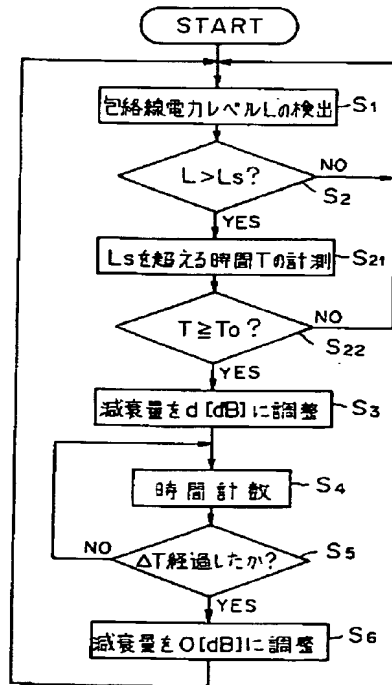 START
包絡線電力レベルLの検出
S1
L>Ls?
NO
S2
YES
Lsを超える時間Tの計測
S21
T≧To?
NO
S22
YES
減衰量をd[dB]に調整
S3
時間計数
S4
NO
ΔT経過したか?
S5
YES
減衰量を0[dB]に調整
S6